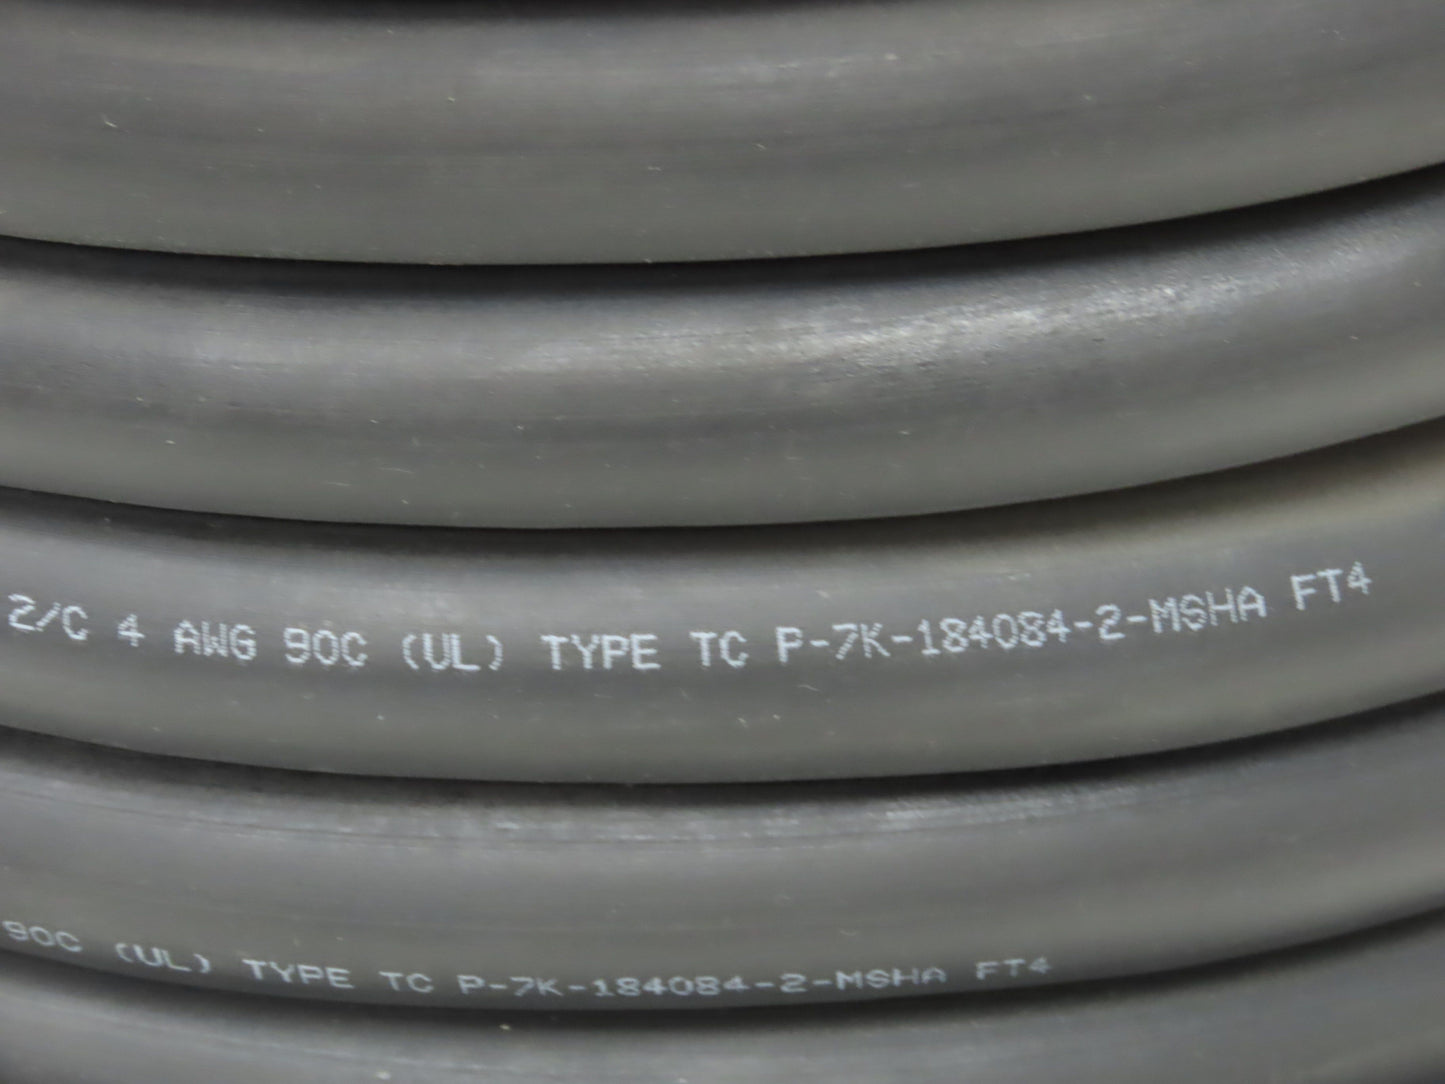 2/C 4 AWG 90C (UL) TYPE TC P-7K-184084-2-MSHA FT4
90C (UL) TYPE TC P-7K-184084-2-MSHA FT4